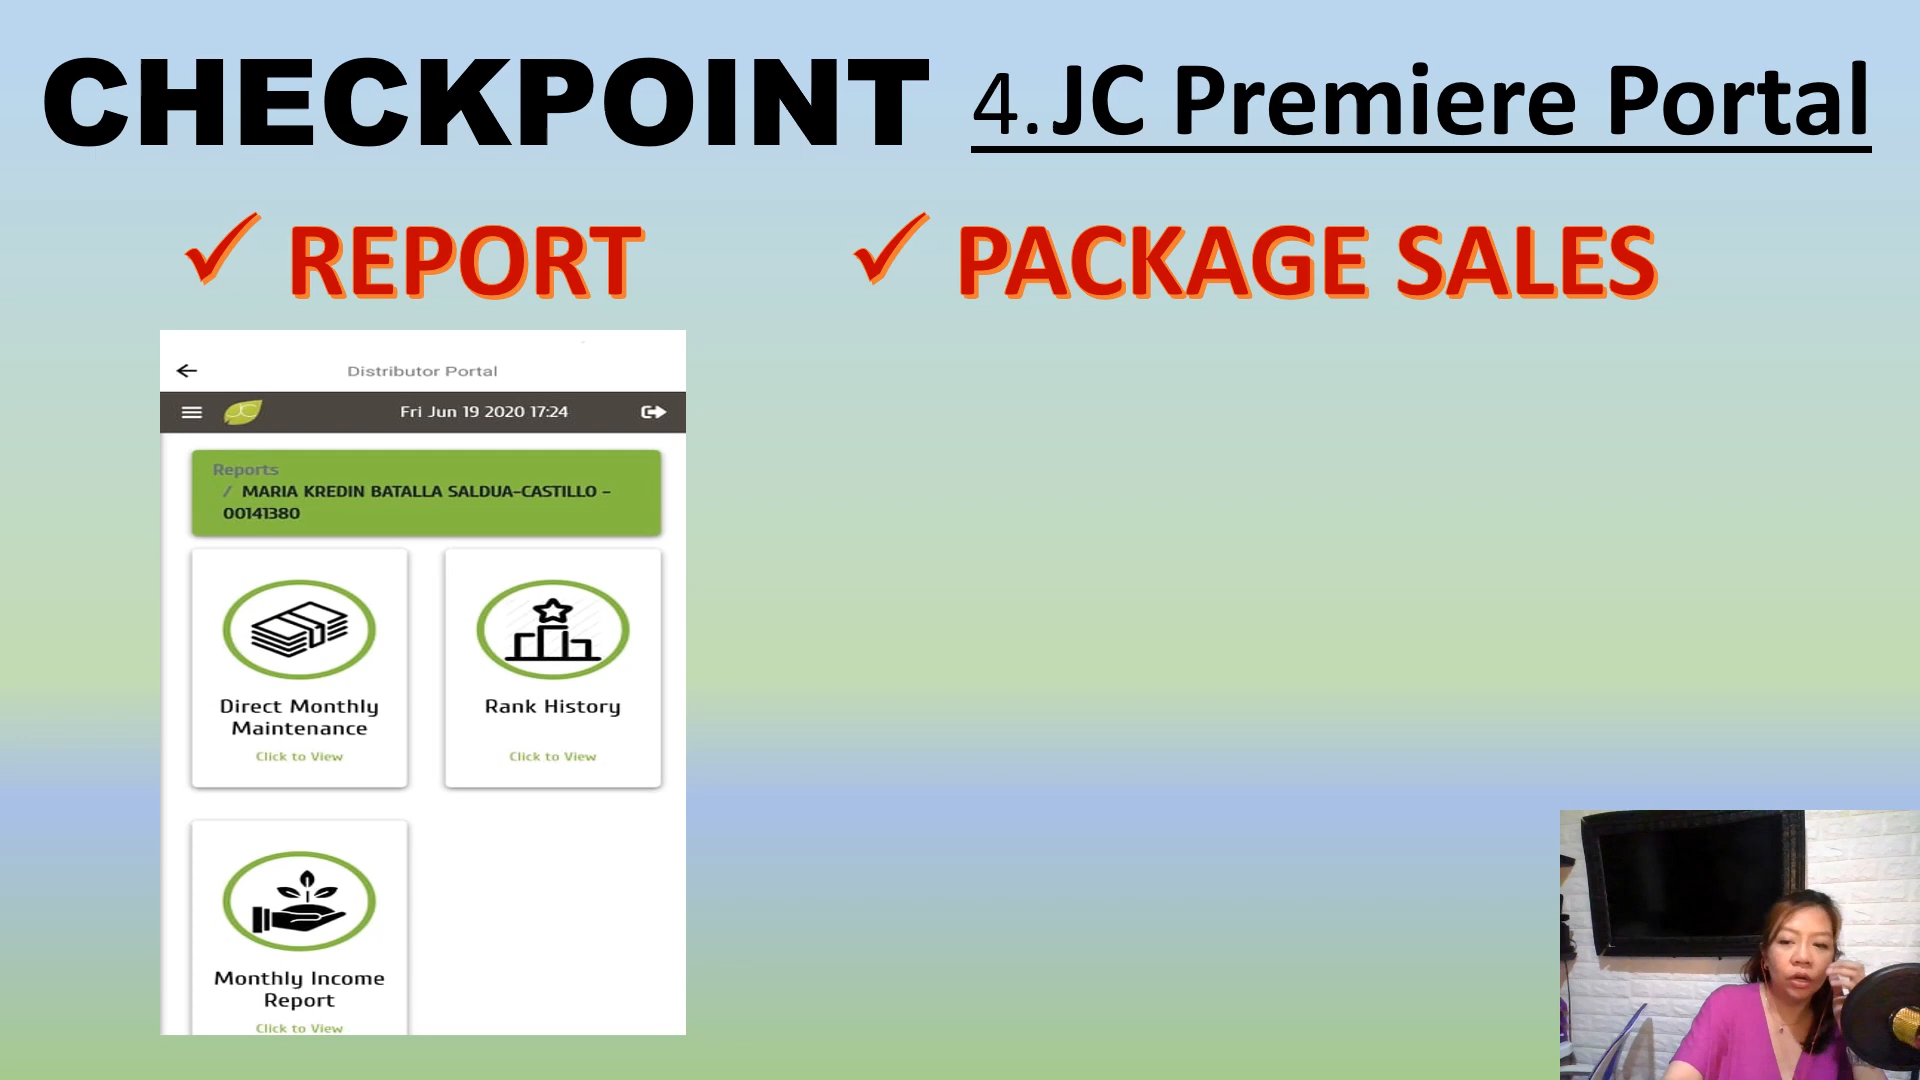 CHECKPOINT 4. JC Premiere Portal
✓ REPORT
✓ PACKAGE SALES
Distributor Portal
JC
Fri Jun 19 2020 17:24
Reports
/ MARIA KREDIN BATALLA SALDUA-CASTILLO -
00141380
Direct Monthly
Maintenance
Click to View
Rank History
Click to View
Monthly Income
Report
Click to View